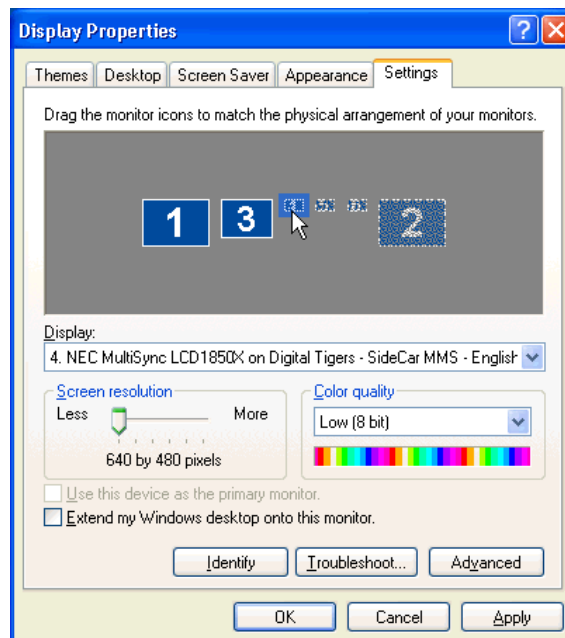 Display Properties
Themes Desktop Screen Saver Appearance Settings
Drag the monitor icons to match the physical arrangement of your monitors.
1 3 4 5 6 2
Display:
4. NEC MultiSync LCD1850X on Digital Tigers - SideCar MMS - English
Screen resolution
Less More
640 by 480 pixels
Color quality
Low (8 bit)
Use this device as the primary monitor.
Extend my Windows desktop onto this monitor.
Identify Troubleshoot... Advanced
OK Cancel Apply